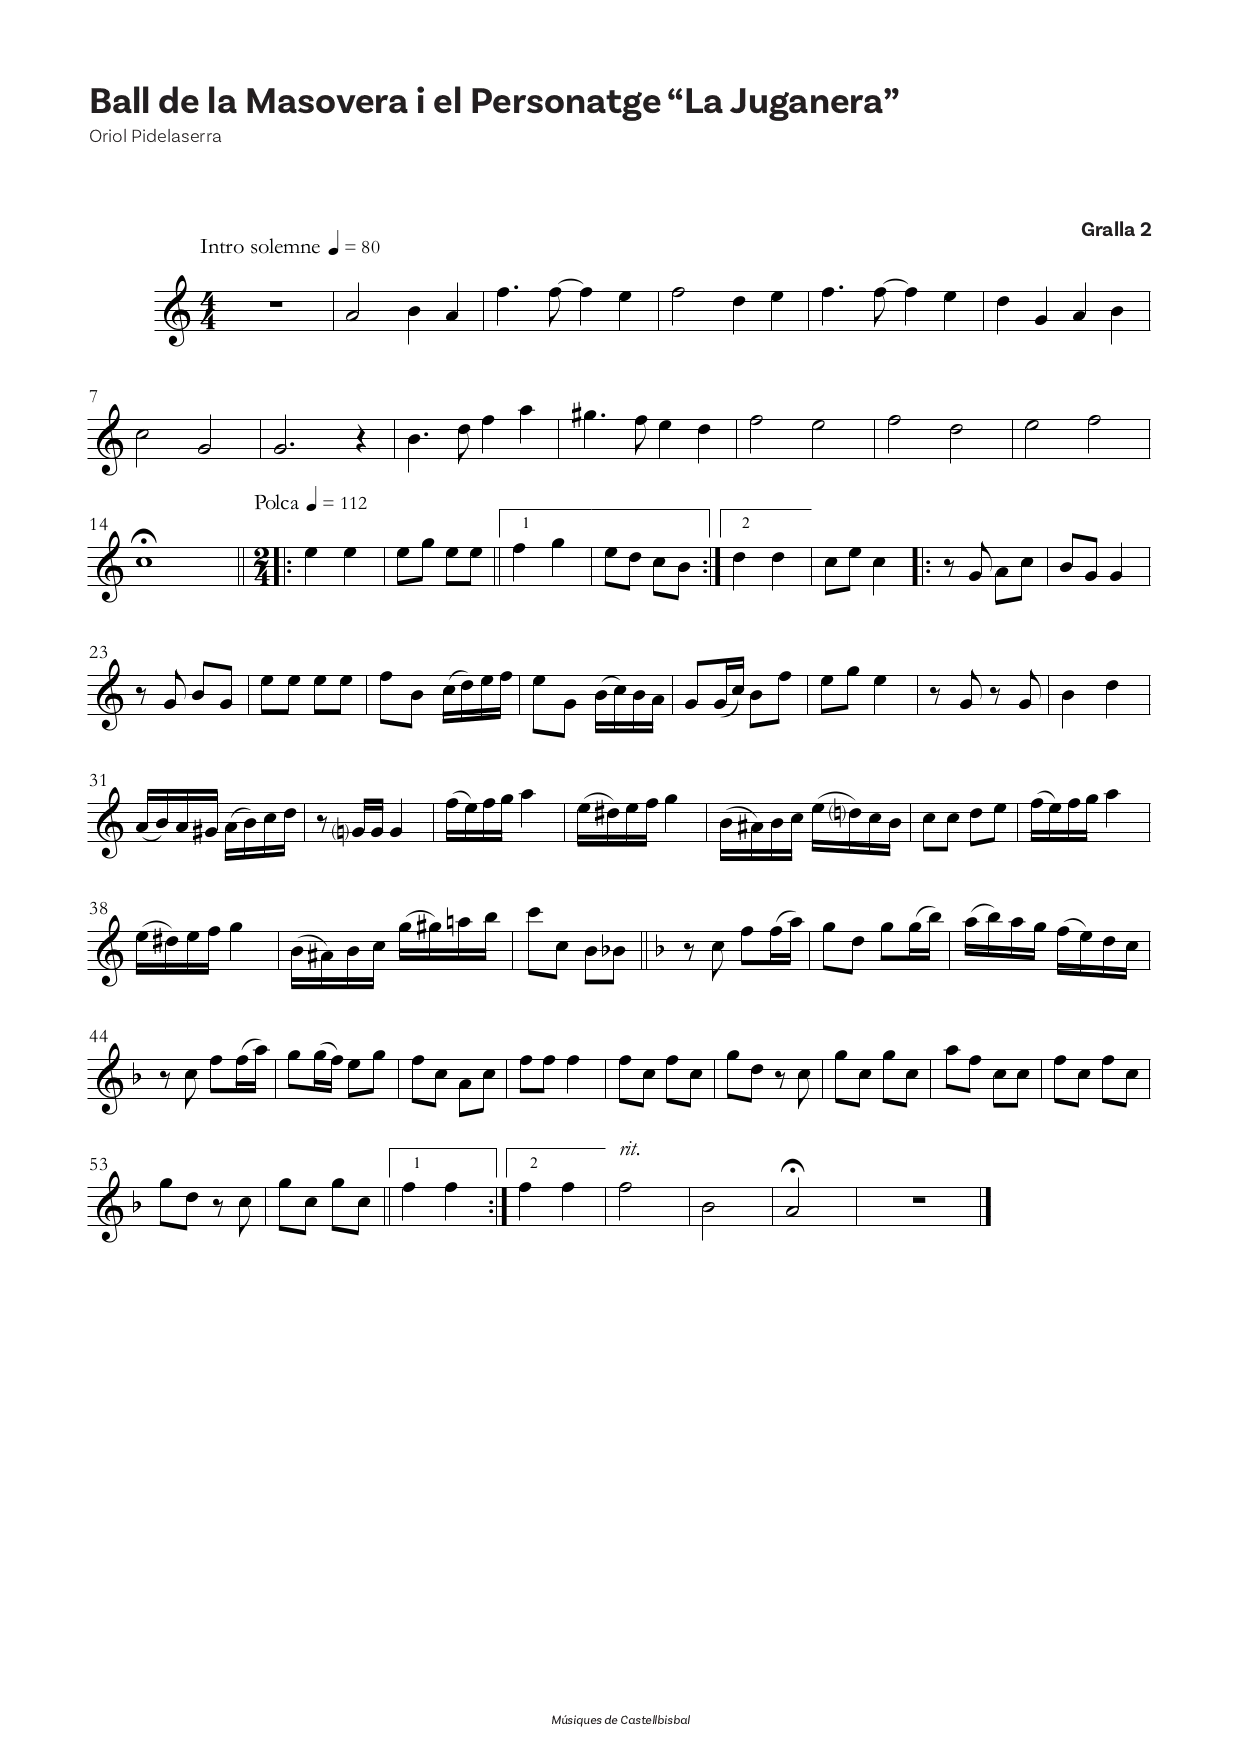 Ball de la Masovera i el Personatge “La Juganera”
Oriol Pidelaserra
Gralla 2
Intro solemne ♩ = 80
7
Polca ♩ = 112
14
1
2
23
31
38
44
53
1
2
rit.
Músiques de Castellbisbal